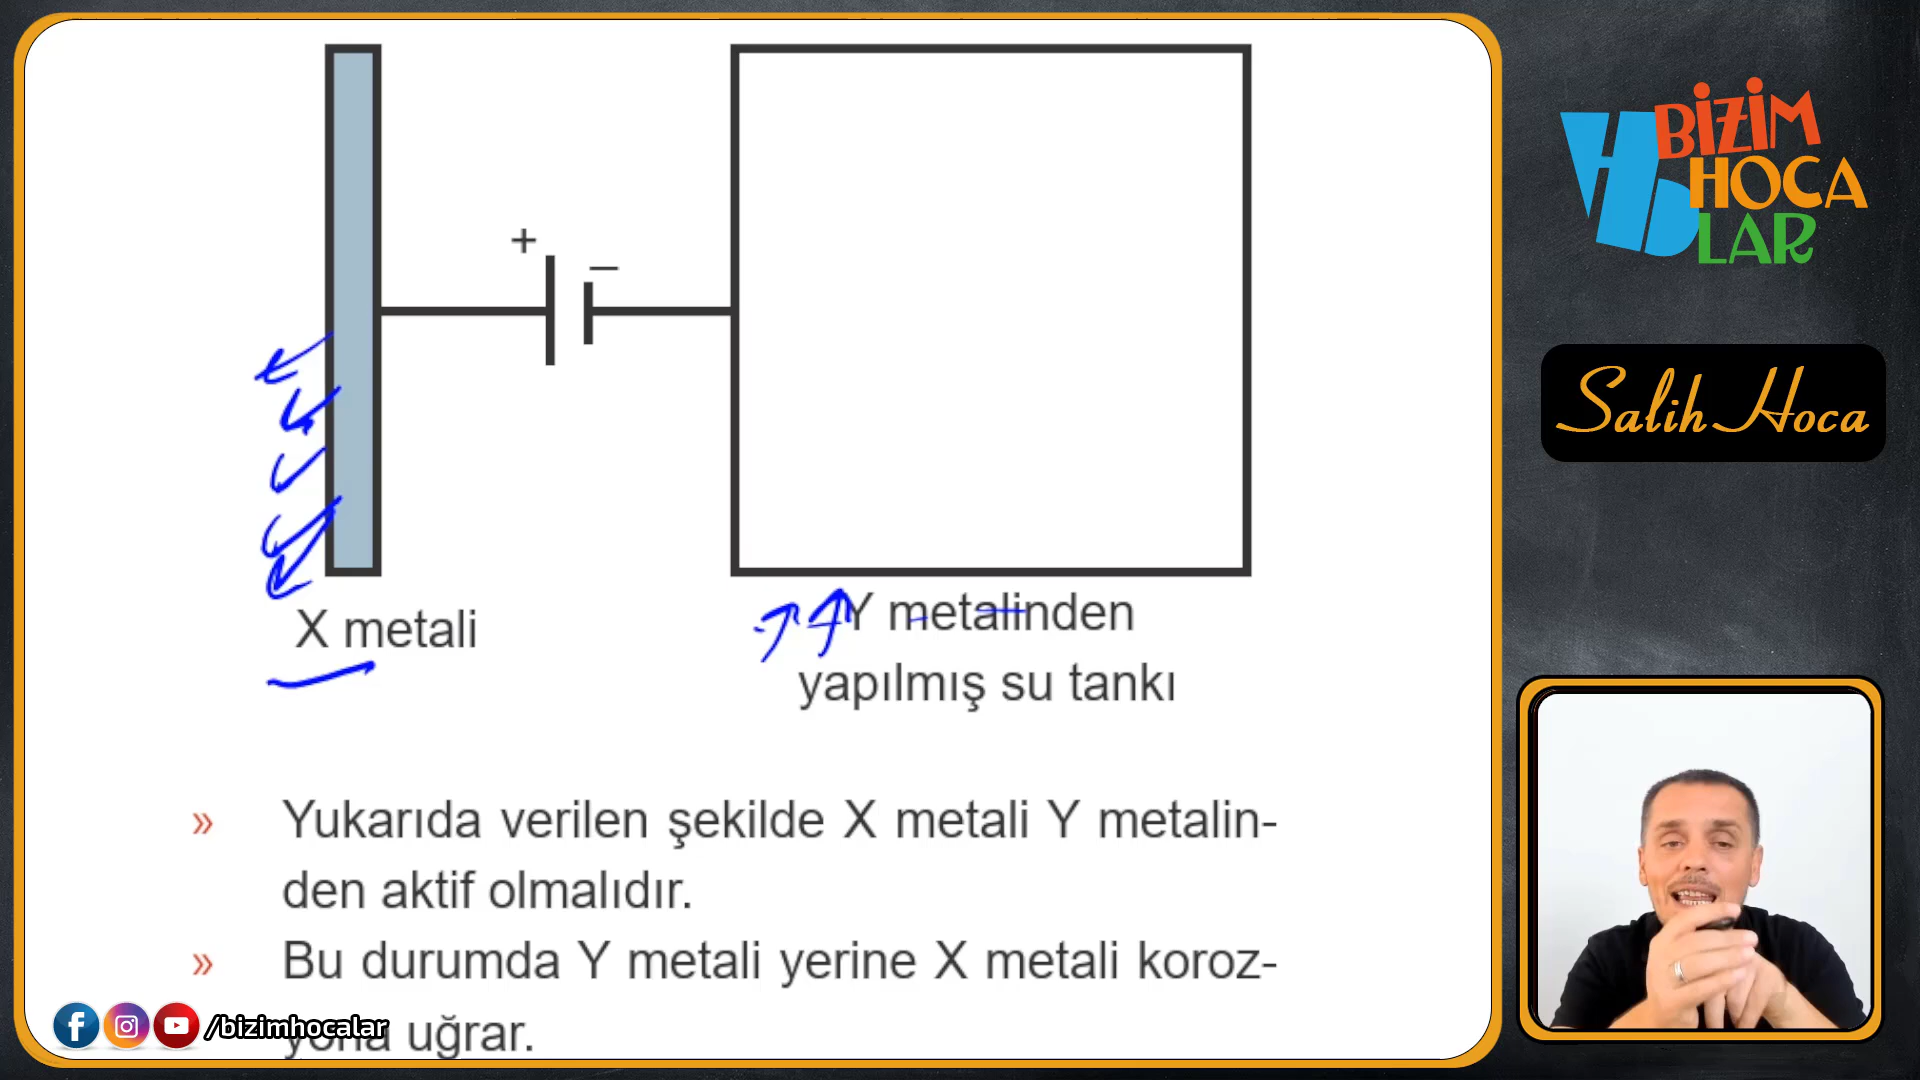 +
–
X metali
Y metalinden
yapılmış su tankı
» Yukarıda verilen şekilde X metali Y metalin-
den aktif olmalıdır.
» Bu durumda Y metali yerine X metali koroz-
yona uğrar.
/bizimhocalar
BİZİM
HOCA
LAR
Salih Hoca